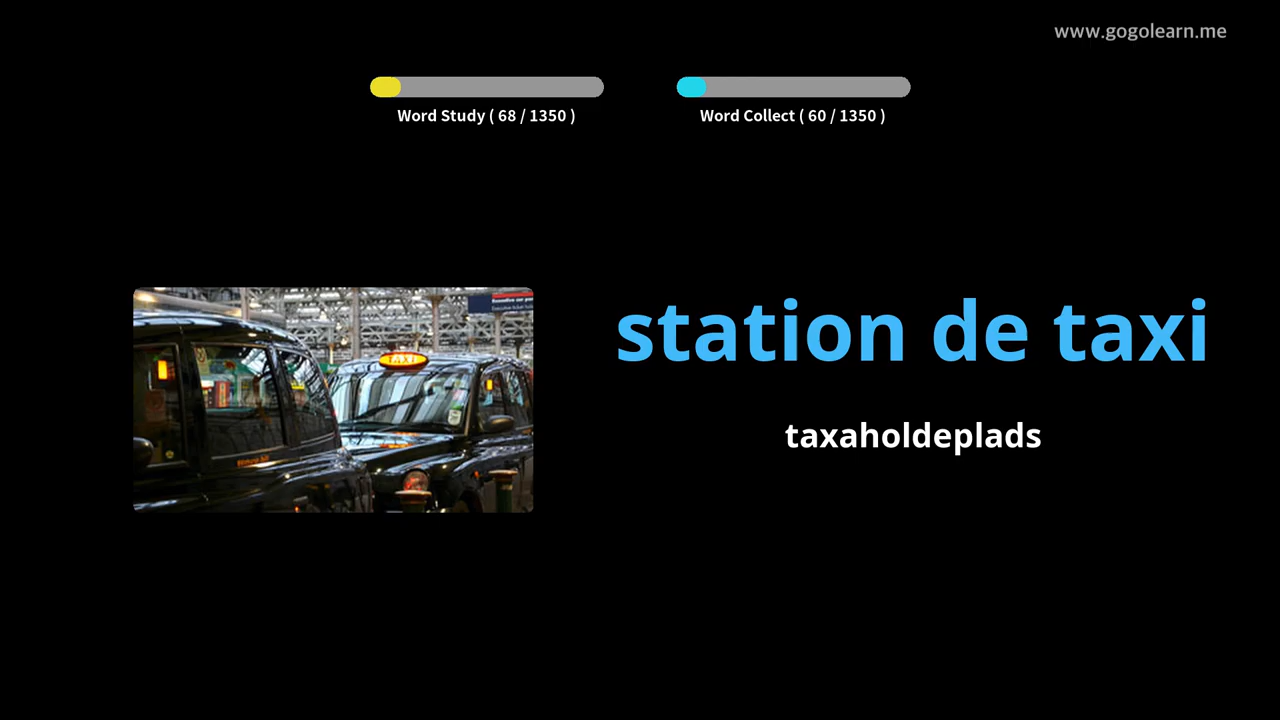 www.gogolearn.me
Word Study ( 68 / 1350 )
Word Collect ( 60 / 1350 )
TAXI
station de taxi
taxaholdeplads